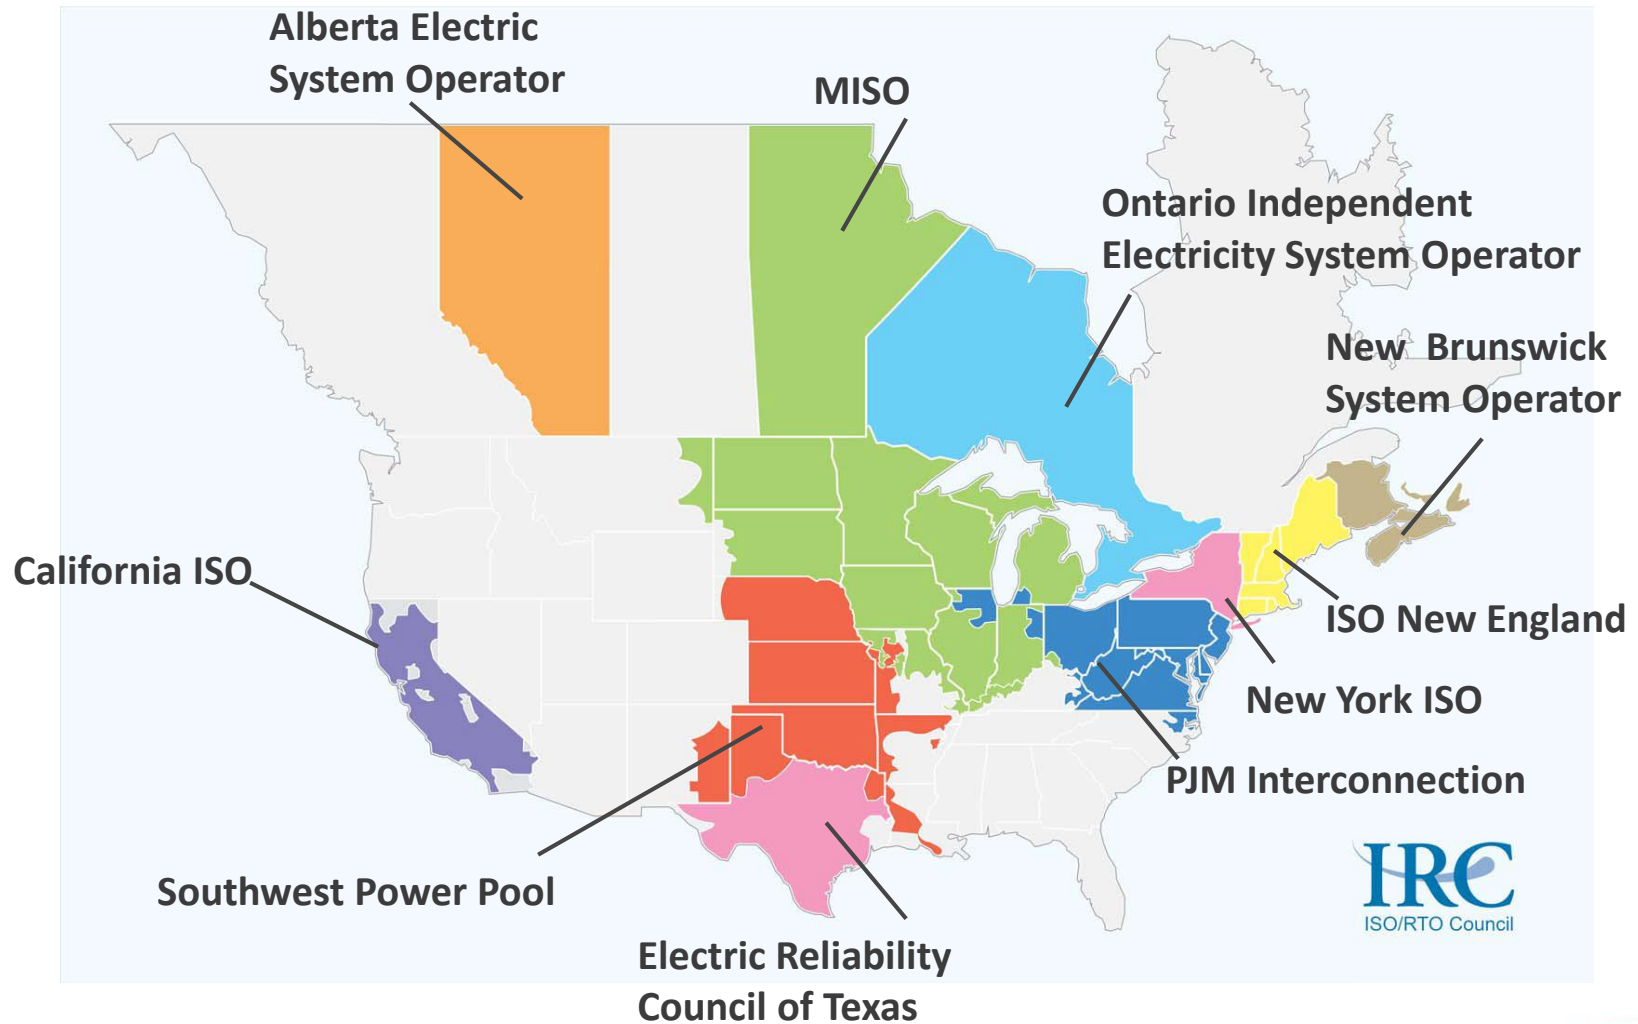 Alberta Electric
System Operator
MISO
Ontario Independent
Electricity System Operator
New Brunswick
System Operator
California ISO
ISO New England
New York ISO
PJM Interconnection
Southwest Power Pool
Electric Reliability
Council of Texas
IRC
ISO/RTO Council